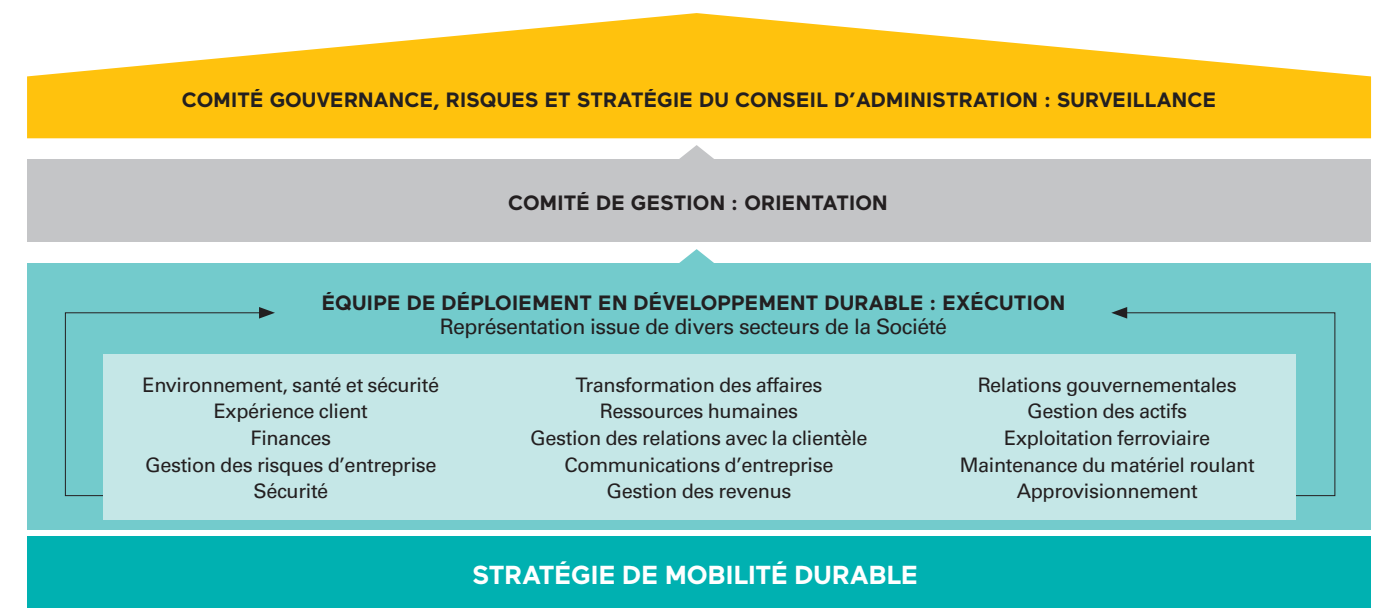 COMITÉ GOUVERNANCE, RISQUES ET STRATÉGIE DU CONSEIL D’ADMINISTRATION : SURVEILLANCE
COMITÉ DE GESTION : ORIENTATION
ÉQUIPE DE DÉPLOIEMENT EN DÉVELOPPEMENT DURABLE : EXÉCUTION
Représentation issue de divers secteurs de la Société
Environnement, santé et sécurité
Expérience client
Finances
Gestion des risques d’entreprise
Sécurité
Transformation des affaires
Ressources humaines
Gestion des relations avec la clientèle
Communications d’entreprise
Gestion des revenus
Relations gouvernementales
Gestion des actifs
Exploitation ferroviaire
Maintenance du matériel roulant
Approvisionnement
STRATÉGIE DE MOBILITÉ DURABLE